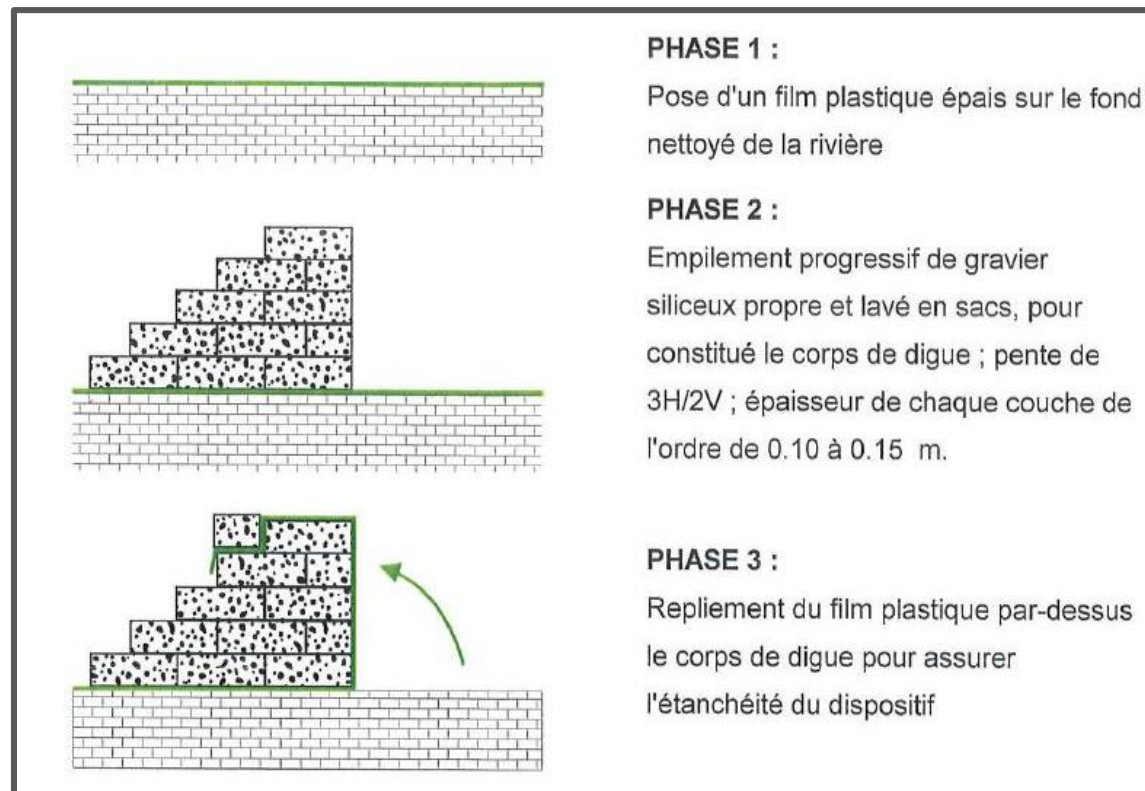 PHASE 1 :
Pose d'un film plastique épais sur le fond
nettoyé de la rivière
PHASE 2 :
Empilement progressif de gravier
siliceux propre et lavé en sacs, pour
constitué le corps de digue ; pente de
3H/2V ; épaisseur de chaque couche de
l'ordre de 0.10 à 0.15 m.
PHASE 3 :
Repliement du film plastique par-dessus
le corps de digue pour assurer
l'étanchéité du dispositif